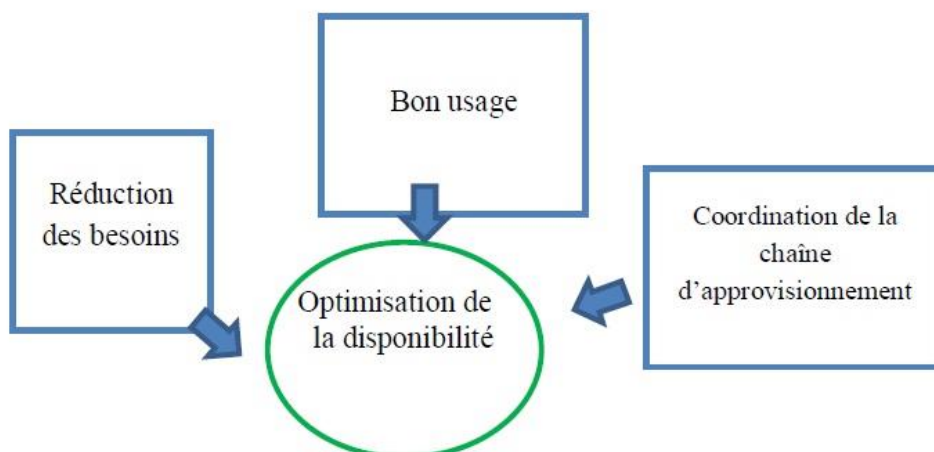 Bon usage
Réduction
des besoins
Coordination de la
chaîne
d’approvisionnement
Optimisation de
la disponibilité